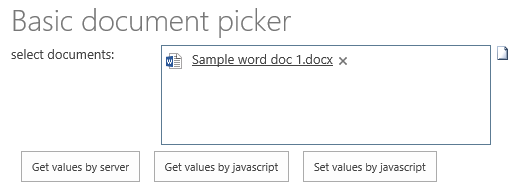 Basic document picker
select documents:
Sample word doc 1.docx
Get values by server
Get values by javascript
Set values by javascript